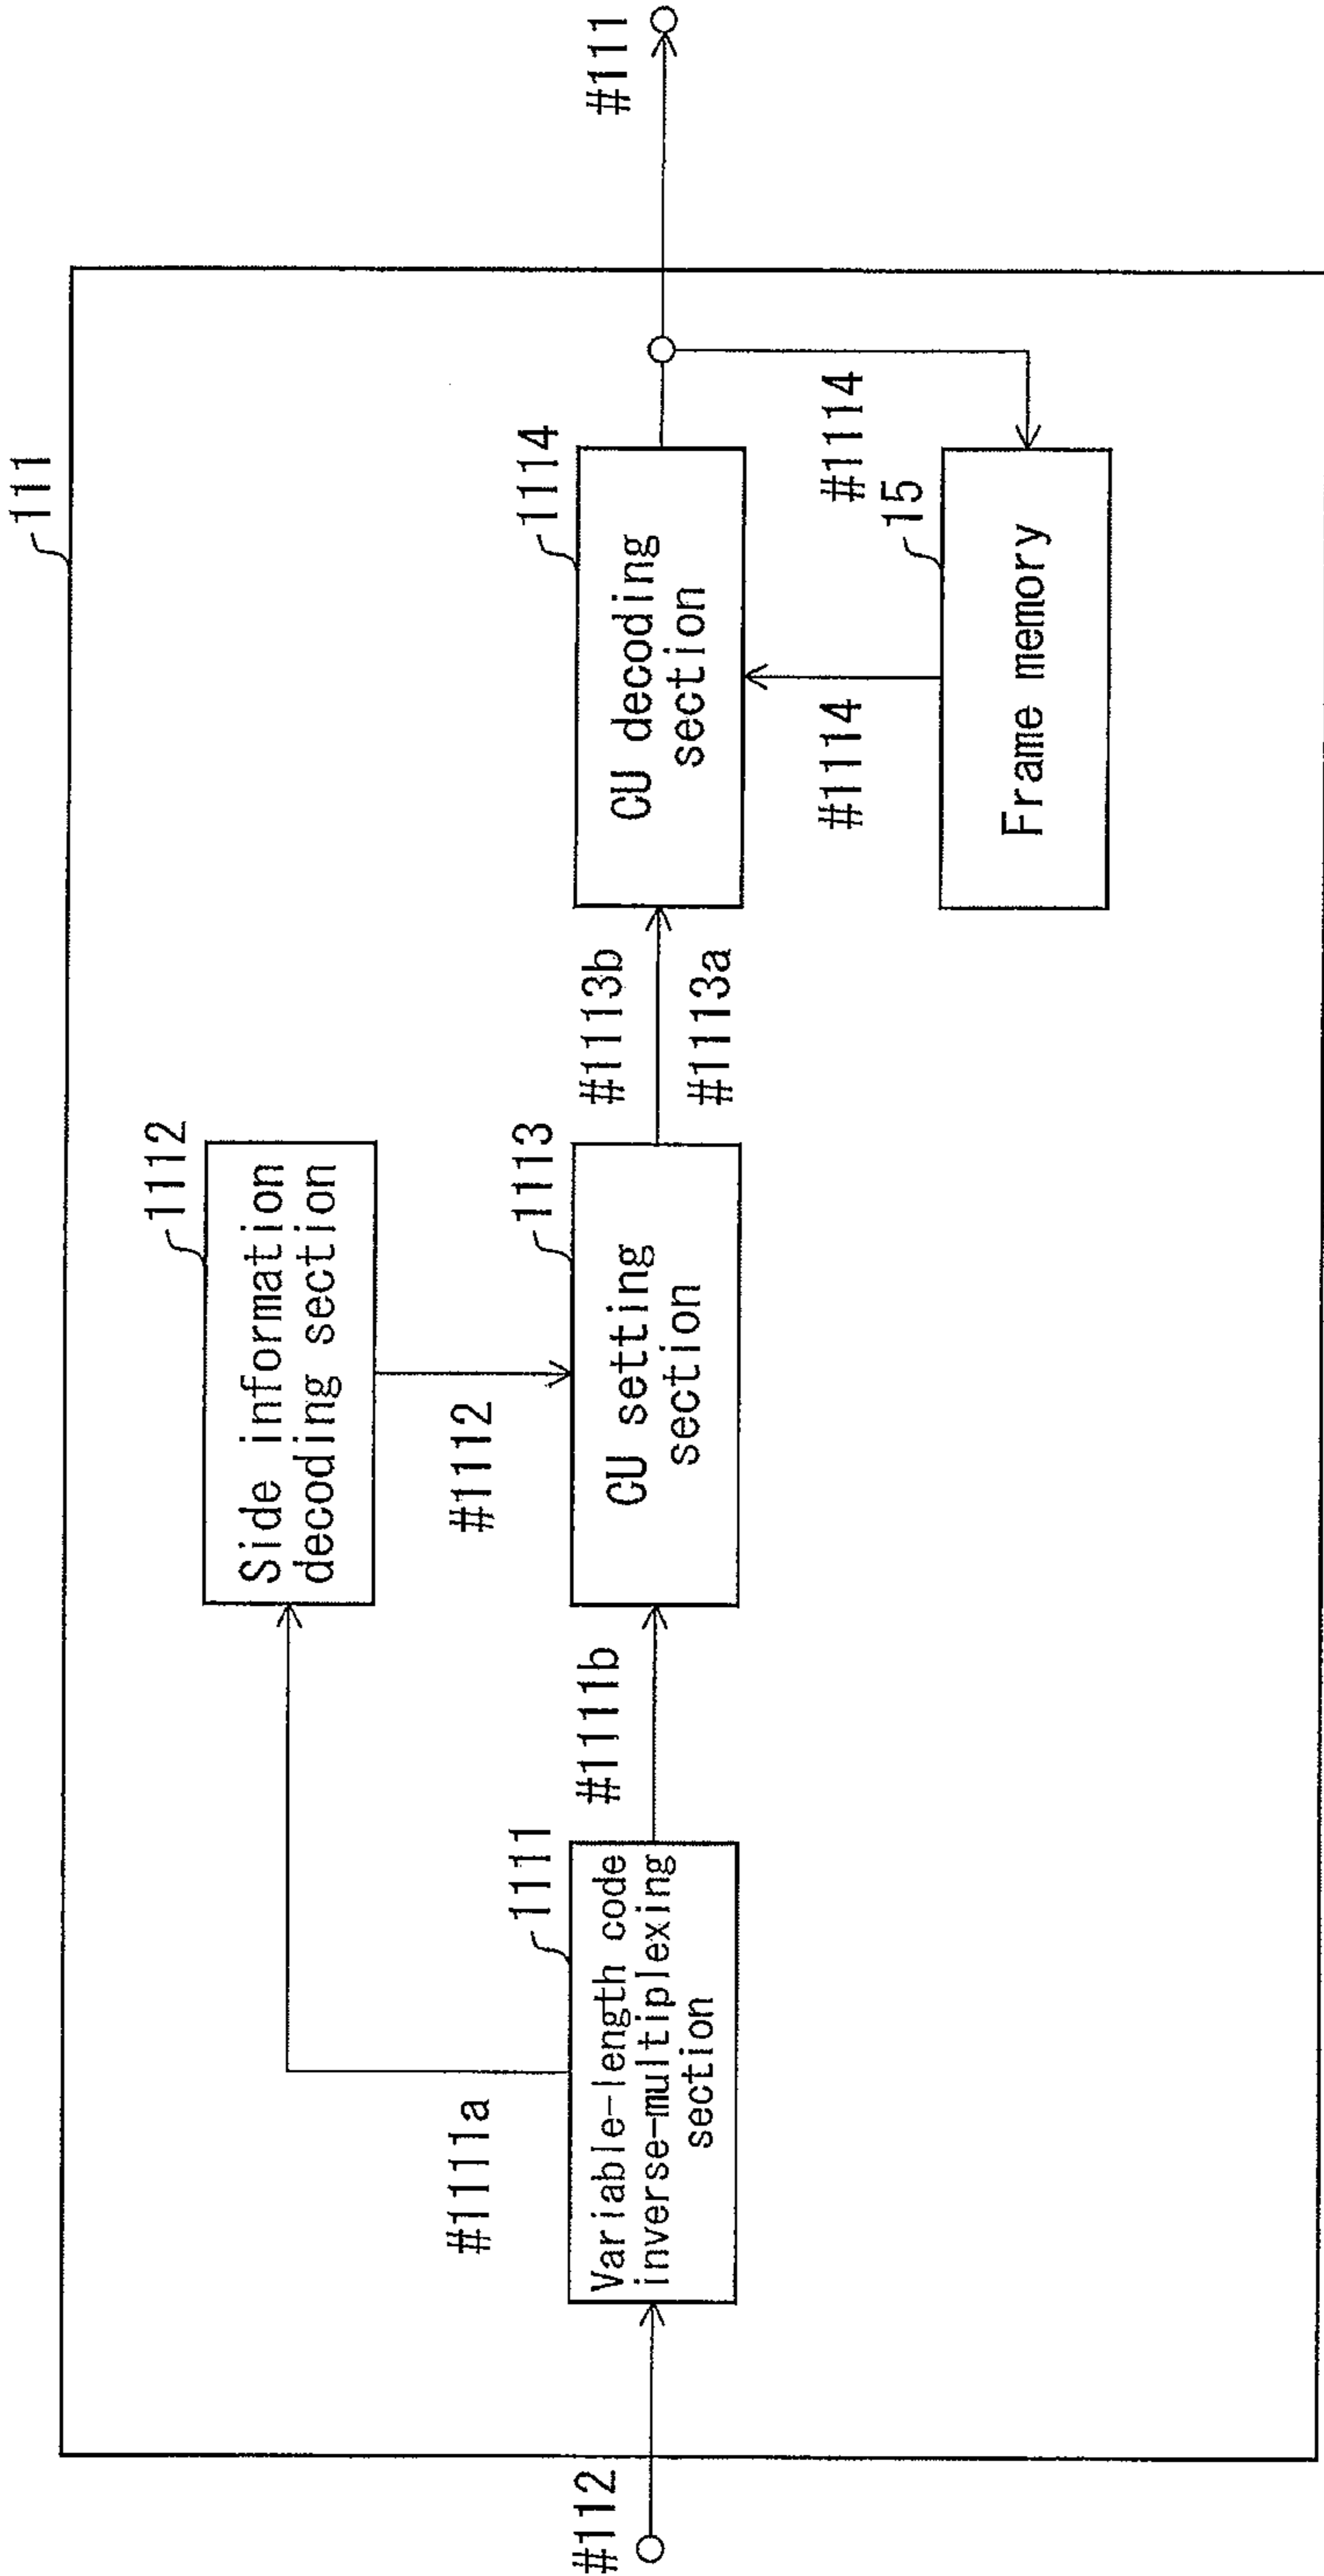 111
#112
#1111a
1111
Variable-length code
inverse-multiplexing
section
#1111b
1112
Side information
decoding section
#1112
1113
CU setting
section
#1113b
#1113a
1114
CU decoding
section
#1114
#1114
15
Frame memory
#111